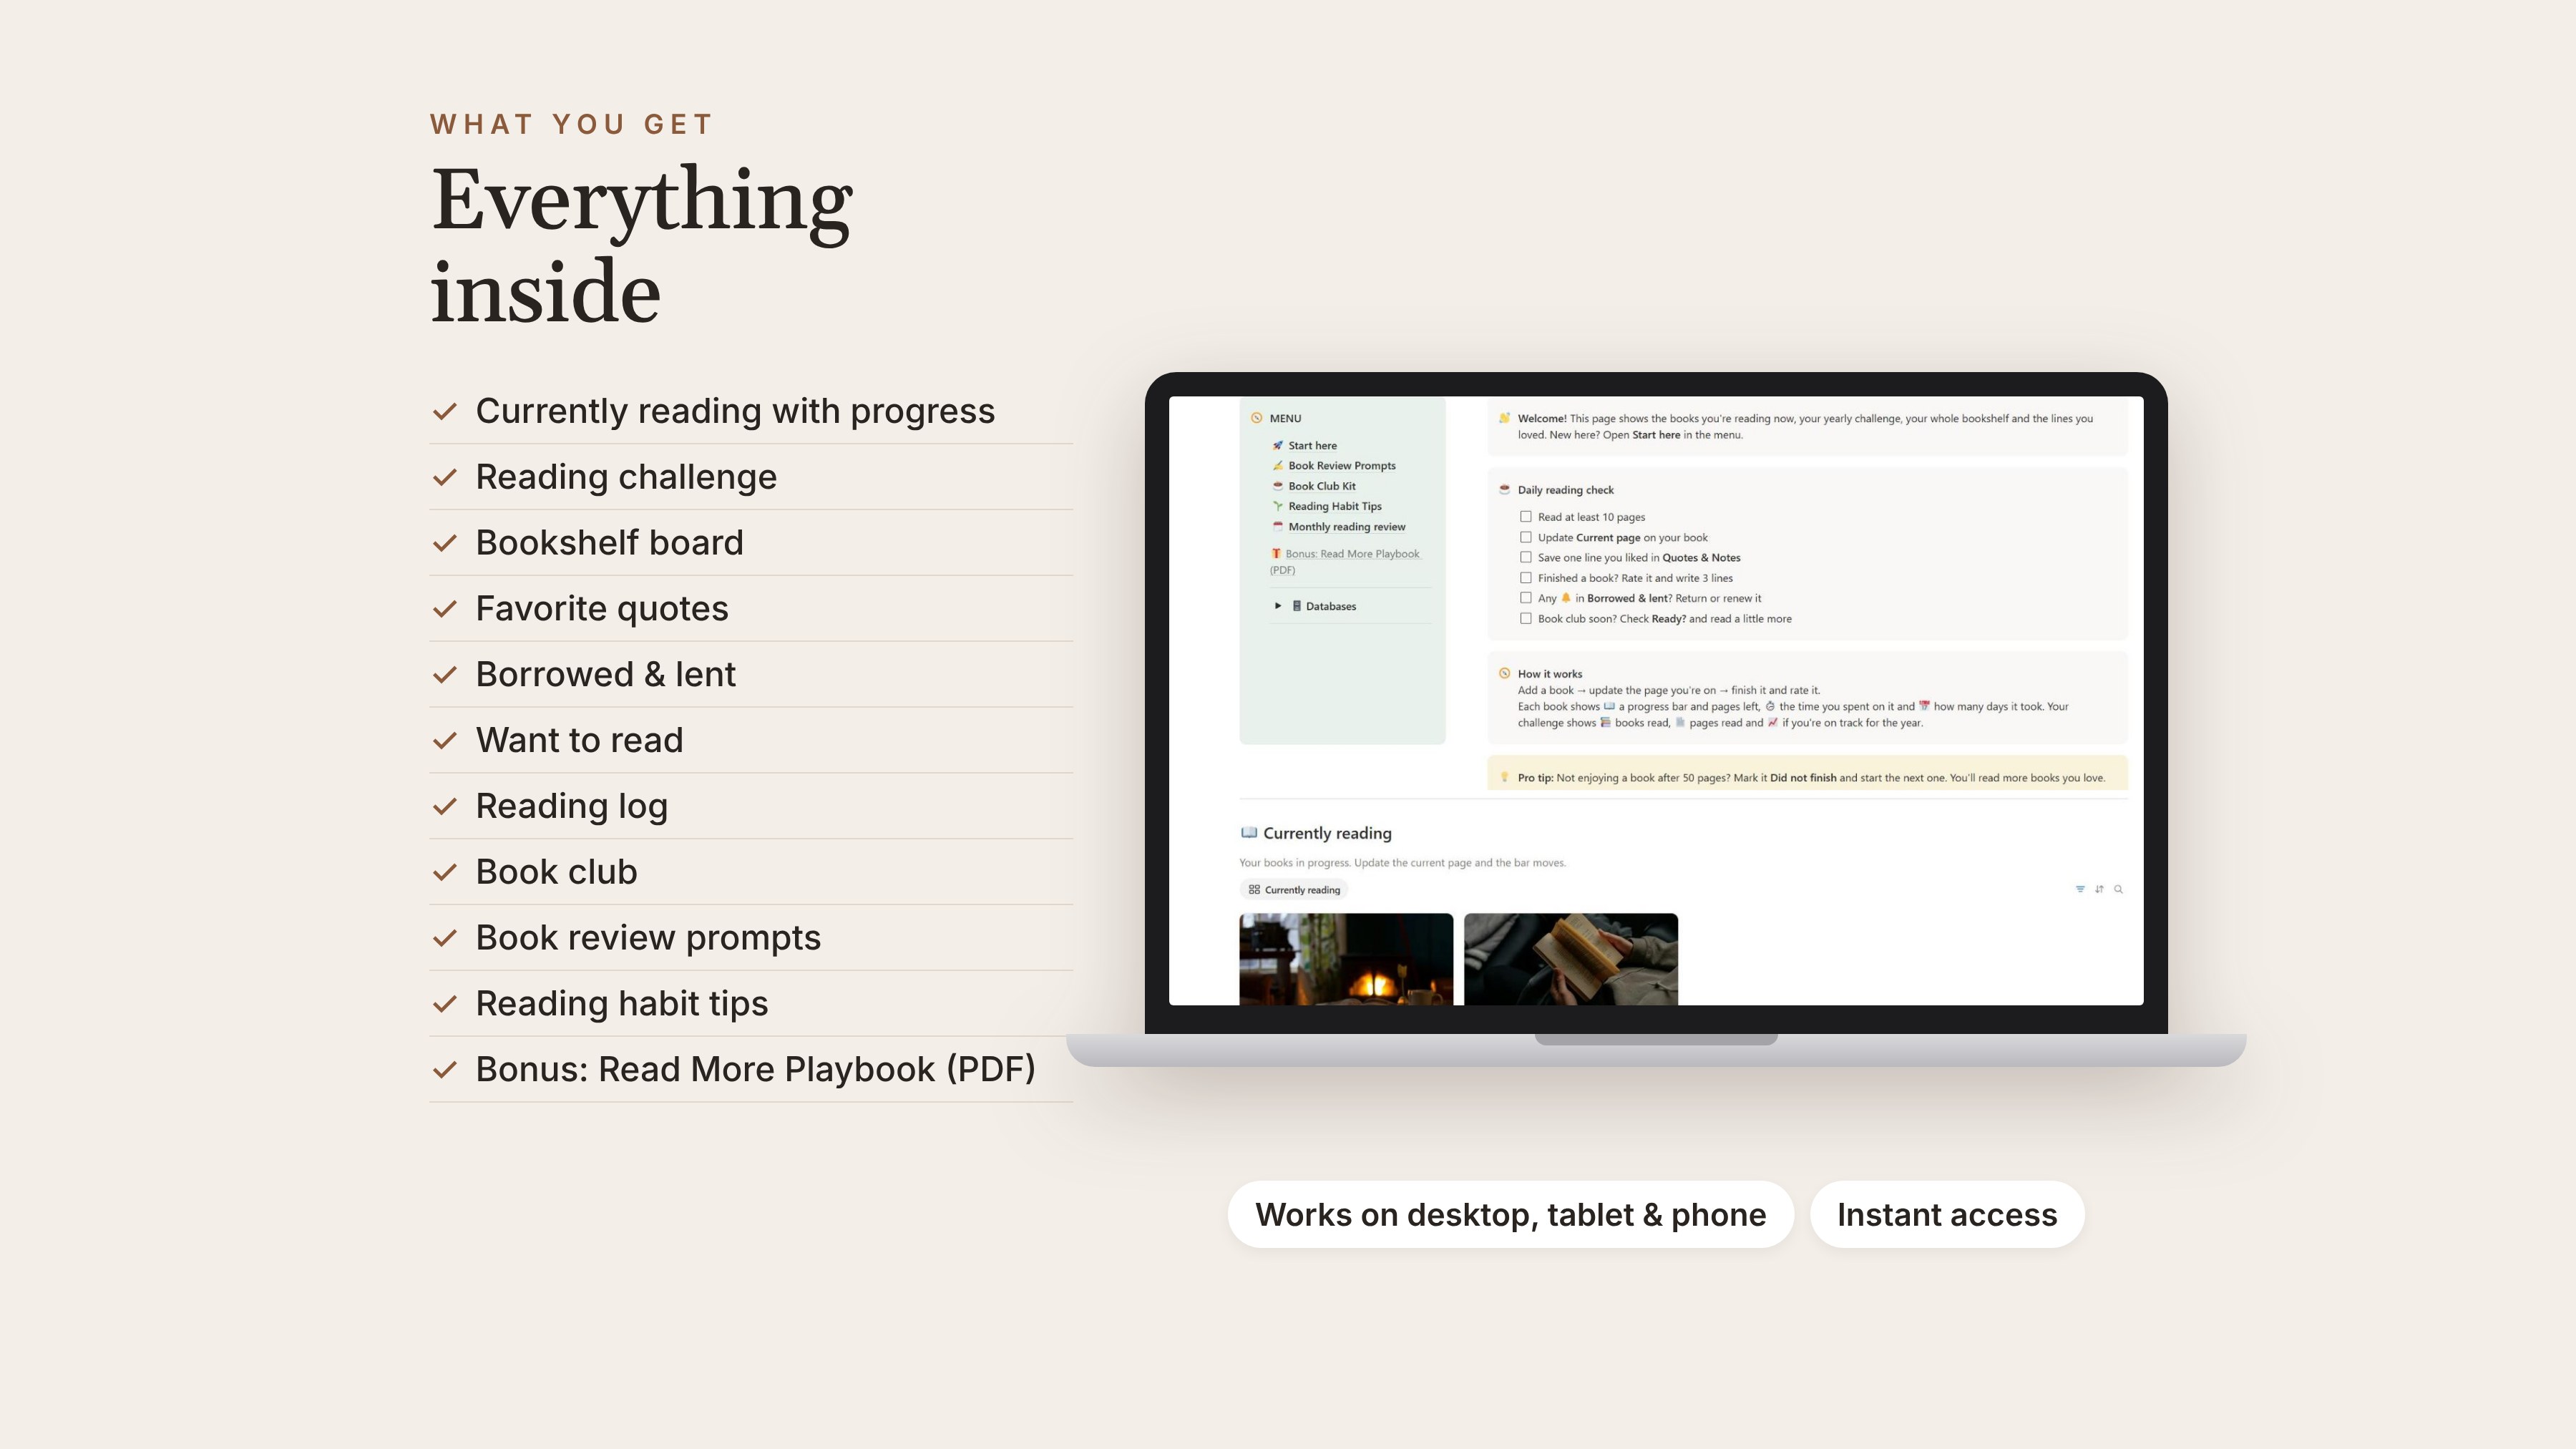 WHAT YOU GET
Everything
inside
Currently reading with progress
Reading challenge
Bookshelf board
Favorite quotes
Borrowed & lent
Want to read
Reading log
Book club
Book review prompts
Reading habit tips
Bonus: Read More Playbook (PDF)
MENU
Start here
Book Review Prompts
Book Club Kit
Reading Habit Tips
Monthly reading review
Bonus: Read More Playbook
(PDF)
Databases
Welcome! This page shows the books you're reading now, your yearly challenge, your whole bookshelf and the lines you
loved. New here? Open Start here in the menu.
Daily reading check
Read at least 10 pages
Update Current page on your book
Save one line you liked in Quotes & Notes
Finished a book? Rate it and write 3 lines
Any 🔔 in Borrowed & lent? Return or renew it
Book club soon? Check Ready? and read a little more
How it works
Add a book → update the page you're on → finish it and rate it.
Each book shows 📖 a progress bar and pages left, ⏱ the time you spent on it and 📅 how many days it took. Your
challenge shows 📚 books read, 📄 pages read and 📈 if you're on track for the year.
Pro tip: Not enjoying a book after 50 pages? Mark it Did not finish and start the next one. You'll read more books you love.
Currently reading
Your books in progress. Update the current page and the bar moves.
Currently reading
Works on desktop, tablet & phone
Instant access